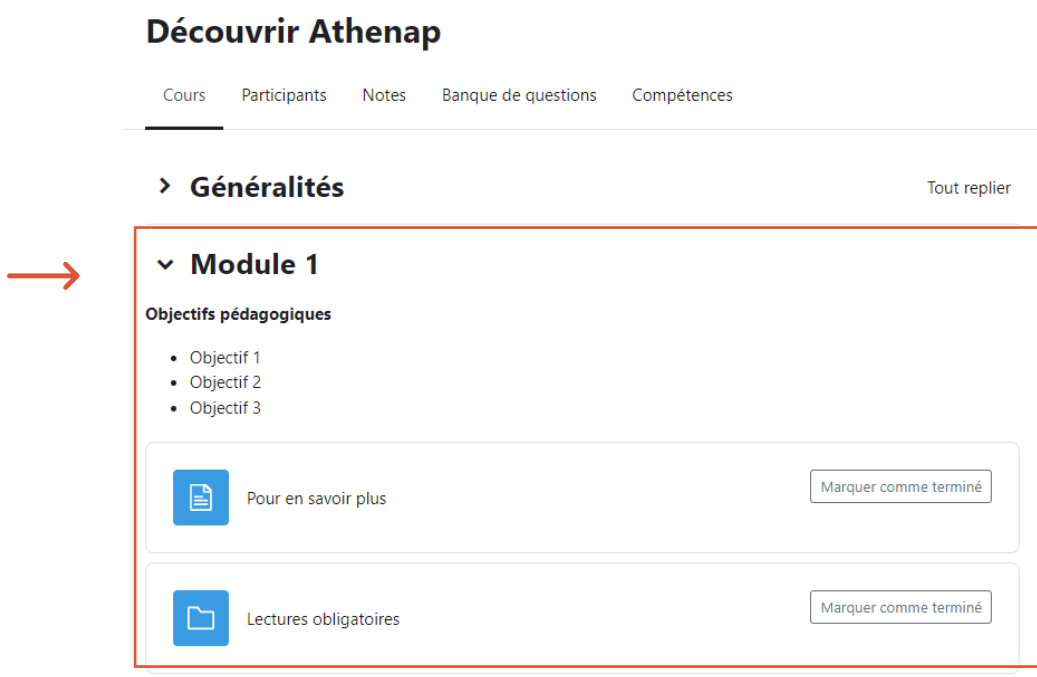 Découvrir Athenap
Cours Participants Notes Banque de questions Compétences
Généralités Tout replier
Module 1
Objectifs pédagogiques
Objectif 1
Objectif 2
Objectif 3
Pour en savoir plus Marquer comme terminé
Lectures obligatoires Marquer comme terminé